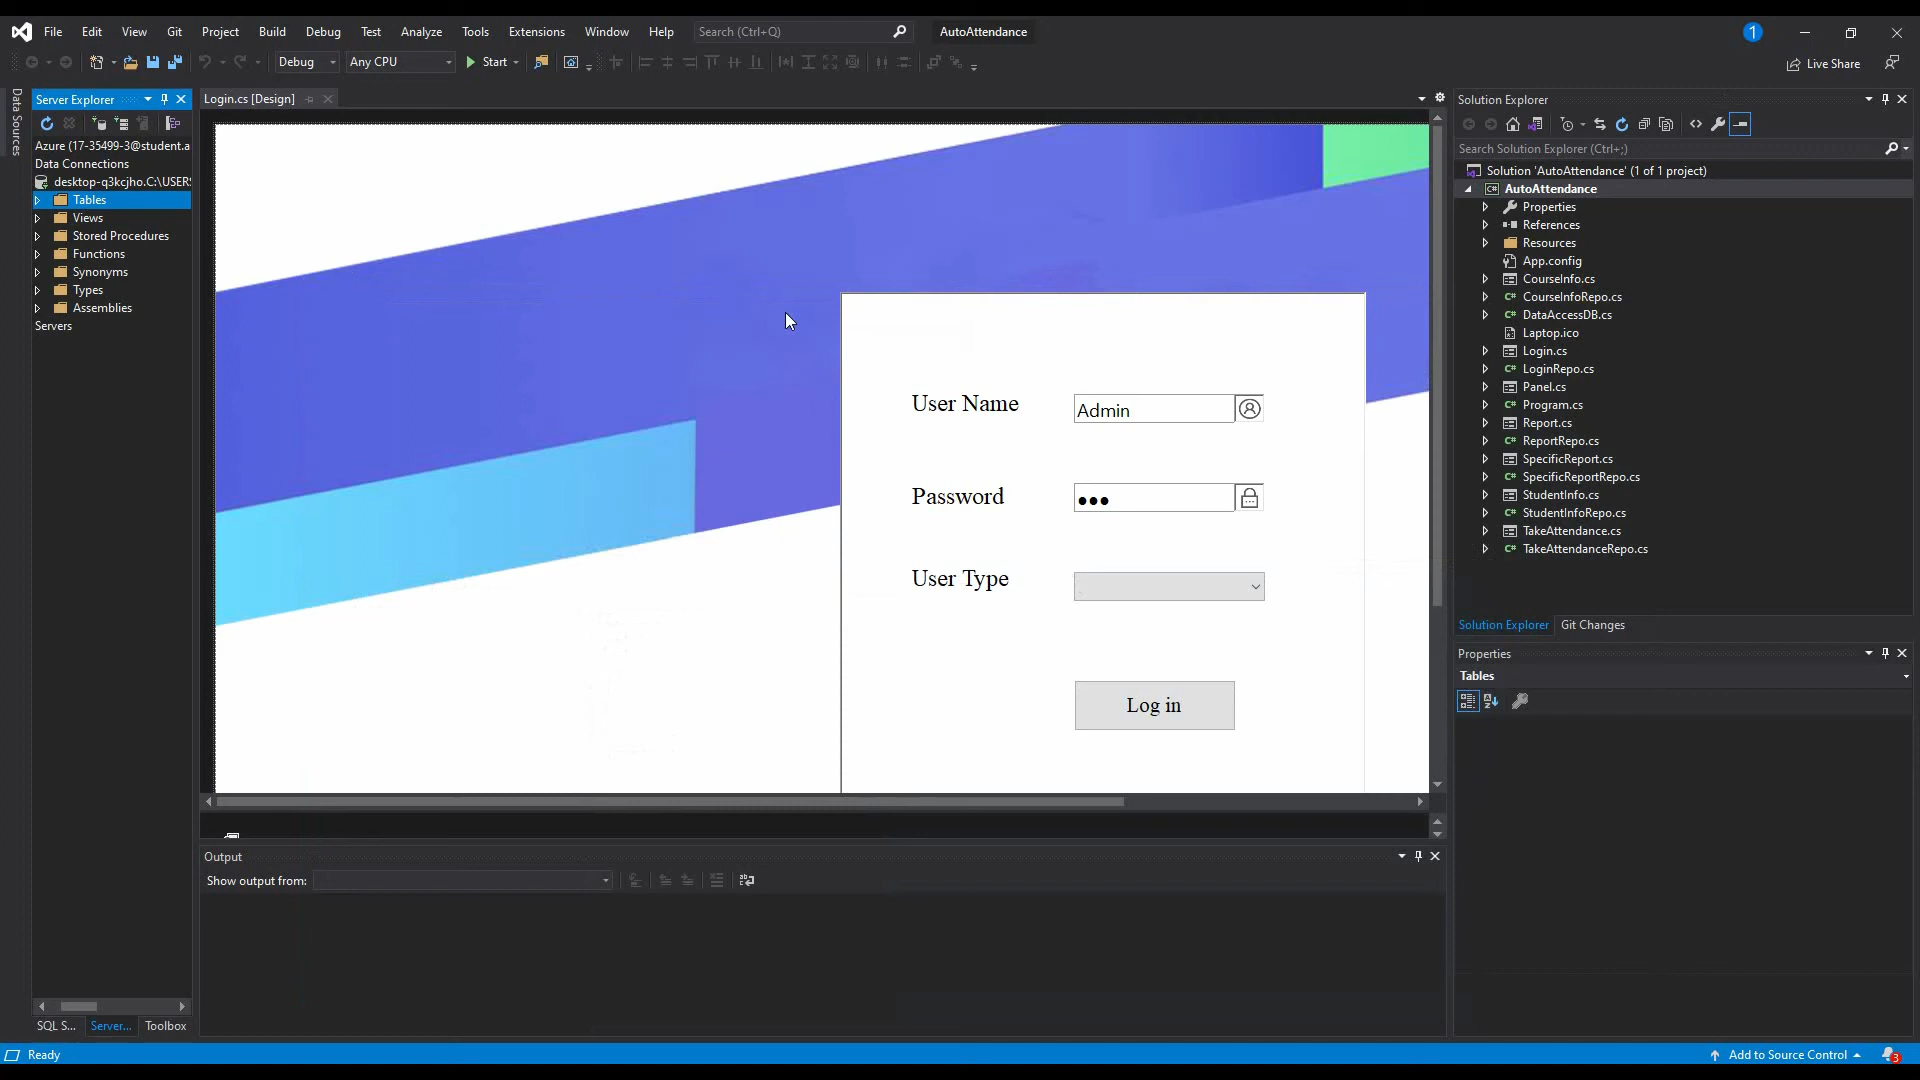 File Edit View Git Project Build Debug Test Analyze Tools Extensions Window Help Search (Ctrl+Q) AutoAttendance 1
Debug Any CPU Start Live Share
Data Sources
Server Explorer
Azure (17-35499-3@student.a
Data Connections
desktop-q3kcjho.C:\USERS
Tables
Views
Stored Procedures
Functions
Synonyms
Types
Assemblies
Servers
SQL S... Server... Toolbox
Login.cs [Design]
User Name
Admin
Password
User Type
Log in
Output
Show output from:
Solution Explorer
Search Solution Explorer (Ctrl+;)
Solution 'AutoAttendance' (1 of 1 project)
AutoAttendance
Properties
References
Resources
App.config
CourseInfo.cs
CourseInfoRepo.cs
DataAccessDB.cs
Laptop.ico
Login.cs
LoginRepo.cs
Panel.cs
Program.cs
Report.cs
ReportRepo.cs
SpecificReport.cs
SpecificReportRepo.cs
StudentInfo.cs
StudentInfoRepo.cs
TakeAttendance.cs
TakeAttendanceRepo.cs
Solution Explorer Git Changes
Properties
Tables
Ready Add to Source Control 3